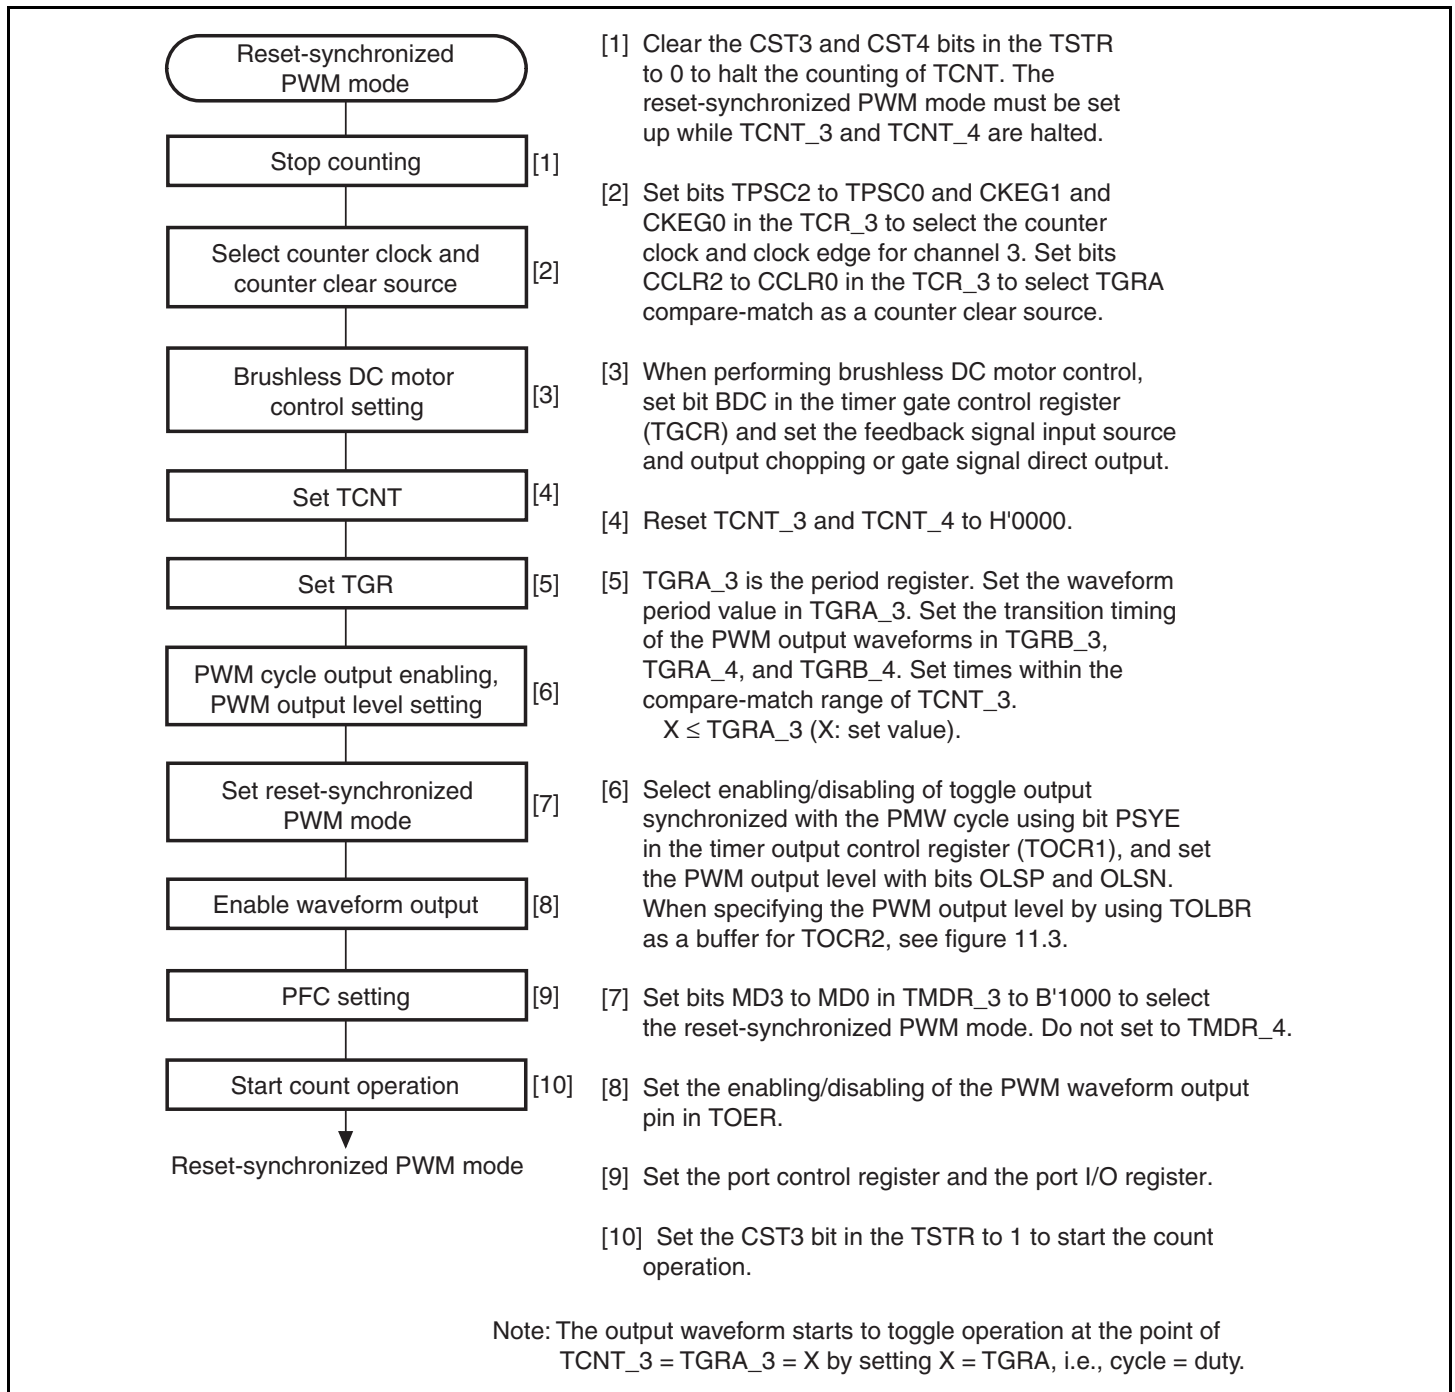 Reset-synchronized
PWM mode
Stop counting
[1]
Select counter clock and
counter clear source
[2]
Brushless DC motor
control setting
[3]
Set TCNT
[4]
Set TGR
[5]
PWM cycle output enabling,
PWM output level setting
[6]
Set reset-synchronized
PWM mode
[7]
Enable waveform output
[8]
PFC setting
[9]
Start count operation
[10]
Reset-synchronized PWM mode
[1] Clear the CST3 and CST4 bits in the TSTR
to 0 to halt the counting of TCNT. The
reset-synchronized PWM mode must be set
up while TCNT_3 and TCNT_4 are halted.
[2] Set bits TPSC2 to TPSC0 and CKEG1 and
CKEG0 in the TCR_3 to select the counter
clock and clock edge for channel 3. Set bits
CCLR2 to CCLR0 in the TCR_3 to select TGRA
compare-match as a counter clear source.
[3] When performing brushless DC motor control,
set bit BDC in the timer gate control register
(TGCR) and set the feedback signal input source
and output chopping or gate signal direct output.
[4] Reset TCNT_3 and TCNT_4 to H'0000.
[5] TGRA_3 is the period register. Set the waveform
period value in TGRA_3. Set the transition timing
of the PWM output waveforms in TGRB_3,
TGRA_4, and TGRB_4. Set times within the
compare-match range of TCNT_3.
X ≤ TGRA_3 (X: set value).
[6] Select enabling/disabling of toggle output
synchronized with the PMW cycle using bit PSYE
in the timer output control register (TOCR1), and set
the PWM output level with bits OLSP and OLSN.
When specifying the PWM output level by using TOLBR
as a buffer for TOCR2, see figure 11.3.
[7] Set bits MD3 to MD0 in TMDR_3 to B'1000 to select
the reset-synchronized PWM mode. Do not set to TMDR_4.
[8] Set the enabling/disabling of the PWM waveform output
pin in TOER.
[9] Set the port control register and the port I/O register.
[10] Set the CST3 bit in the TSTR to 1 to start the count
operation.
Note: The output waveform starts to toggle operation at the point of
TCNT_3 = TGRA_3 = X by setting X = TGRA, i.e., cycle = duty.